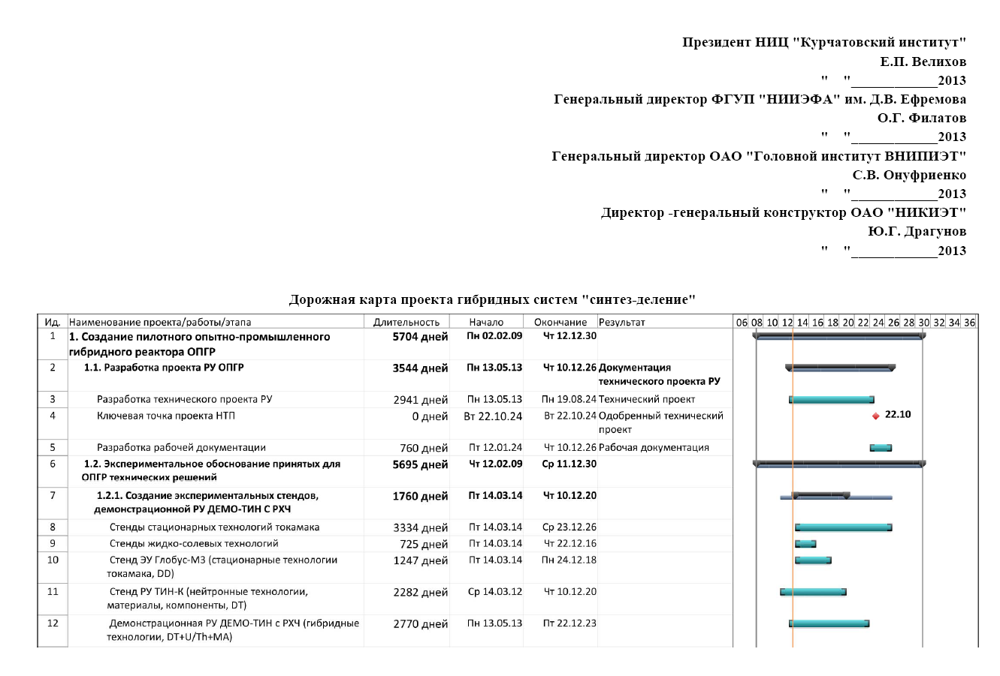 Президент НИЦ "Курчатовский институт"
Е.П. Велихов
" "____________2013
Генеральный директор ФГУП "НИИЭФА" им. Д.В. Ефремова
О.Г. Филатов
" "____________2013
Генеральный директор ОАО "Головной институт ВНИПИЭТ"
С.В. Онуфриенко
" "____________2013
Директор -генеральный конструктор ОАО "НИКИЭТ"
Ю.Г. Драгунов
" "____________2013
Дорожная карта проекта гибридных систем "синтез-деление"
Ид. Наименование проекта/работы/этапа Длительность Начало Окончание Результат 06 08 10 12 14 16 18 20 22 24 26 28 30 32 34 36
1 1. Создание пилотного опытно-промышленного 5704 дней Пн 02.02.09 Чт 12.12.30
гибридного реактора ОПГР
2 1.1. Разработка проекта РУ ОПГР 3544 дней Пн 13.05.13 Чт 10.12.26 Документация
технического проекта РУ
3 Разработка технического проекта РУ 2941 дней Пн 13.05.13 Пн 19.08.24 Технический проект
4 Ключевая точка проекта НТП 0 дней Вт 22.10.24 Вт 22.10.24 Одобренный технический 22.10
проект
5 Разработка рабочей документации 760 дней Пт 12.01.24 Чт 10.12.26 Рабочая документация
6 1.2. Экспериментальное обоснование принятых для 5695 дней Чт 12.02.09 Ср 11.12.30
ОПГР технических решений
7 1.2.1. Создание экспериментальных стендов, 1760 дней Пт 14.03.14 Чт 10.12.20
демонстрационной РУ ДЕМО-ТИН С РХЧ
8 Стенды стационарных технологий токамака 3334 дней Пт 14.03.14 Ср 23.12.26
9 Стенды жидко-солевых технологий 725 дней Пт 14.03.14 Чт 22.12.16
10 Стенд ЭУ Глобус-М3 (стационарные технологии 1247 дней Пт 14.03.14 Пн 24.12.18
токамака, DD)
11 Стенд РУ ТИН-К (нейтронные технологии, 2282 дней Ср 14.03.12 Чт 10.12.20
материалы, компоненты, DT)
12 Демонстрационная РУ ДЕМО-ТИН с РХЧ (гибридные 2770 дней Пн 13.05.13 Пт 22.12.23
технологии, DT+U/Th+MA)